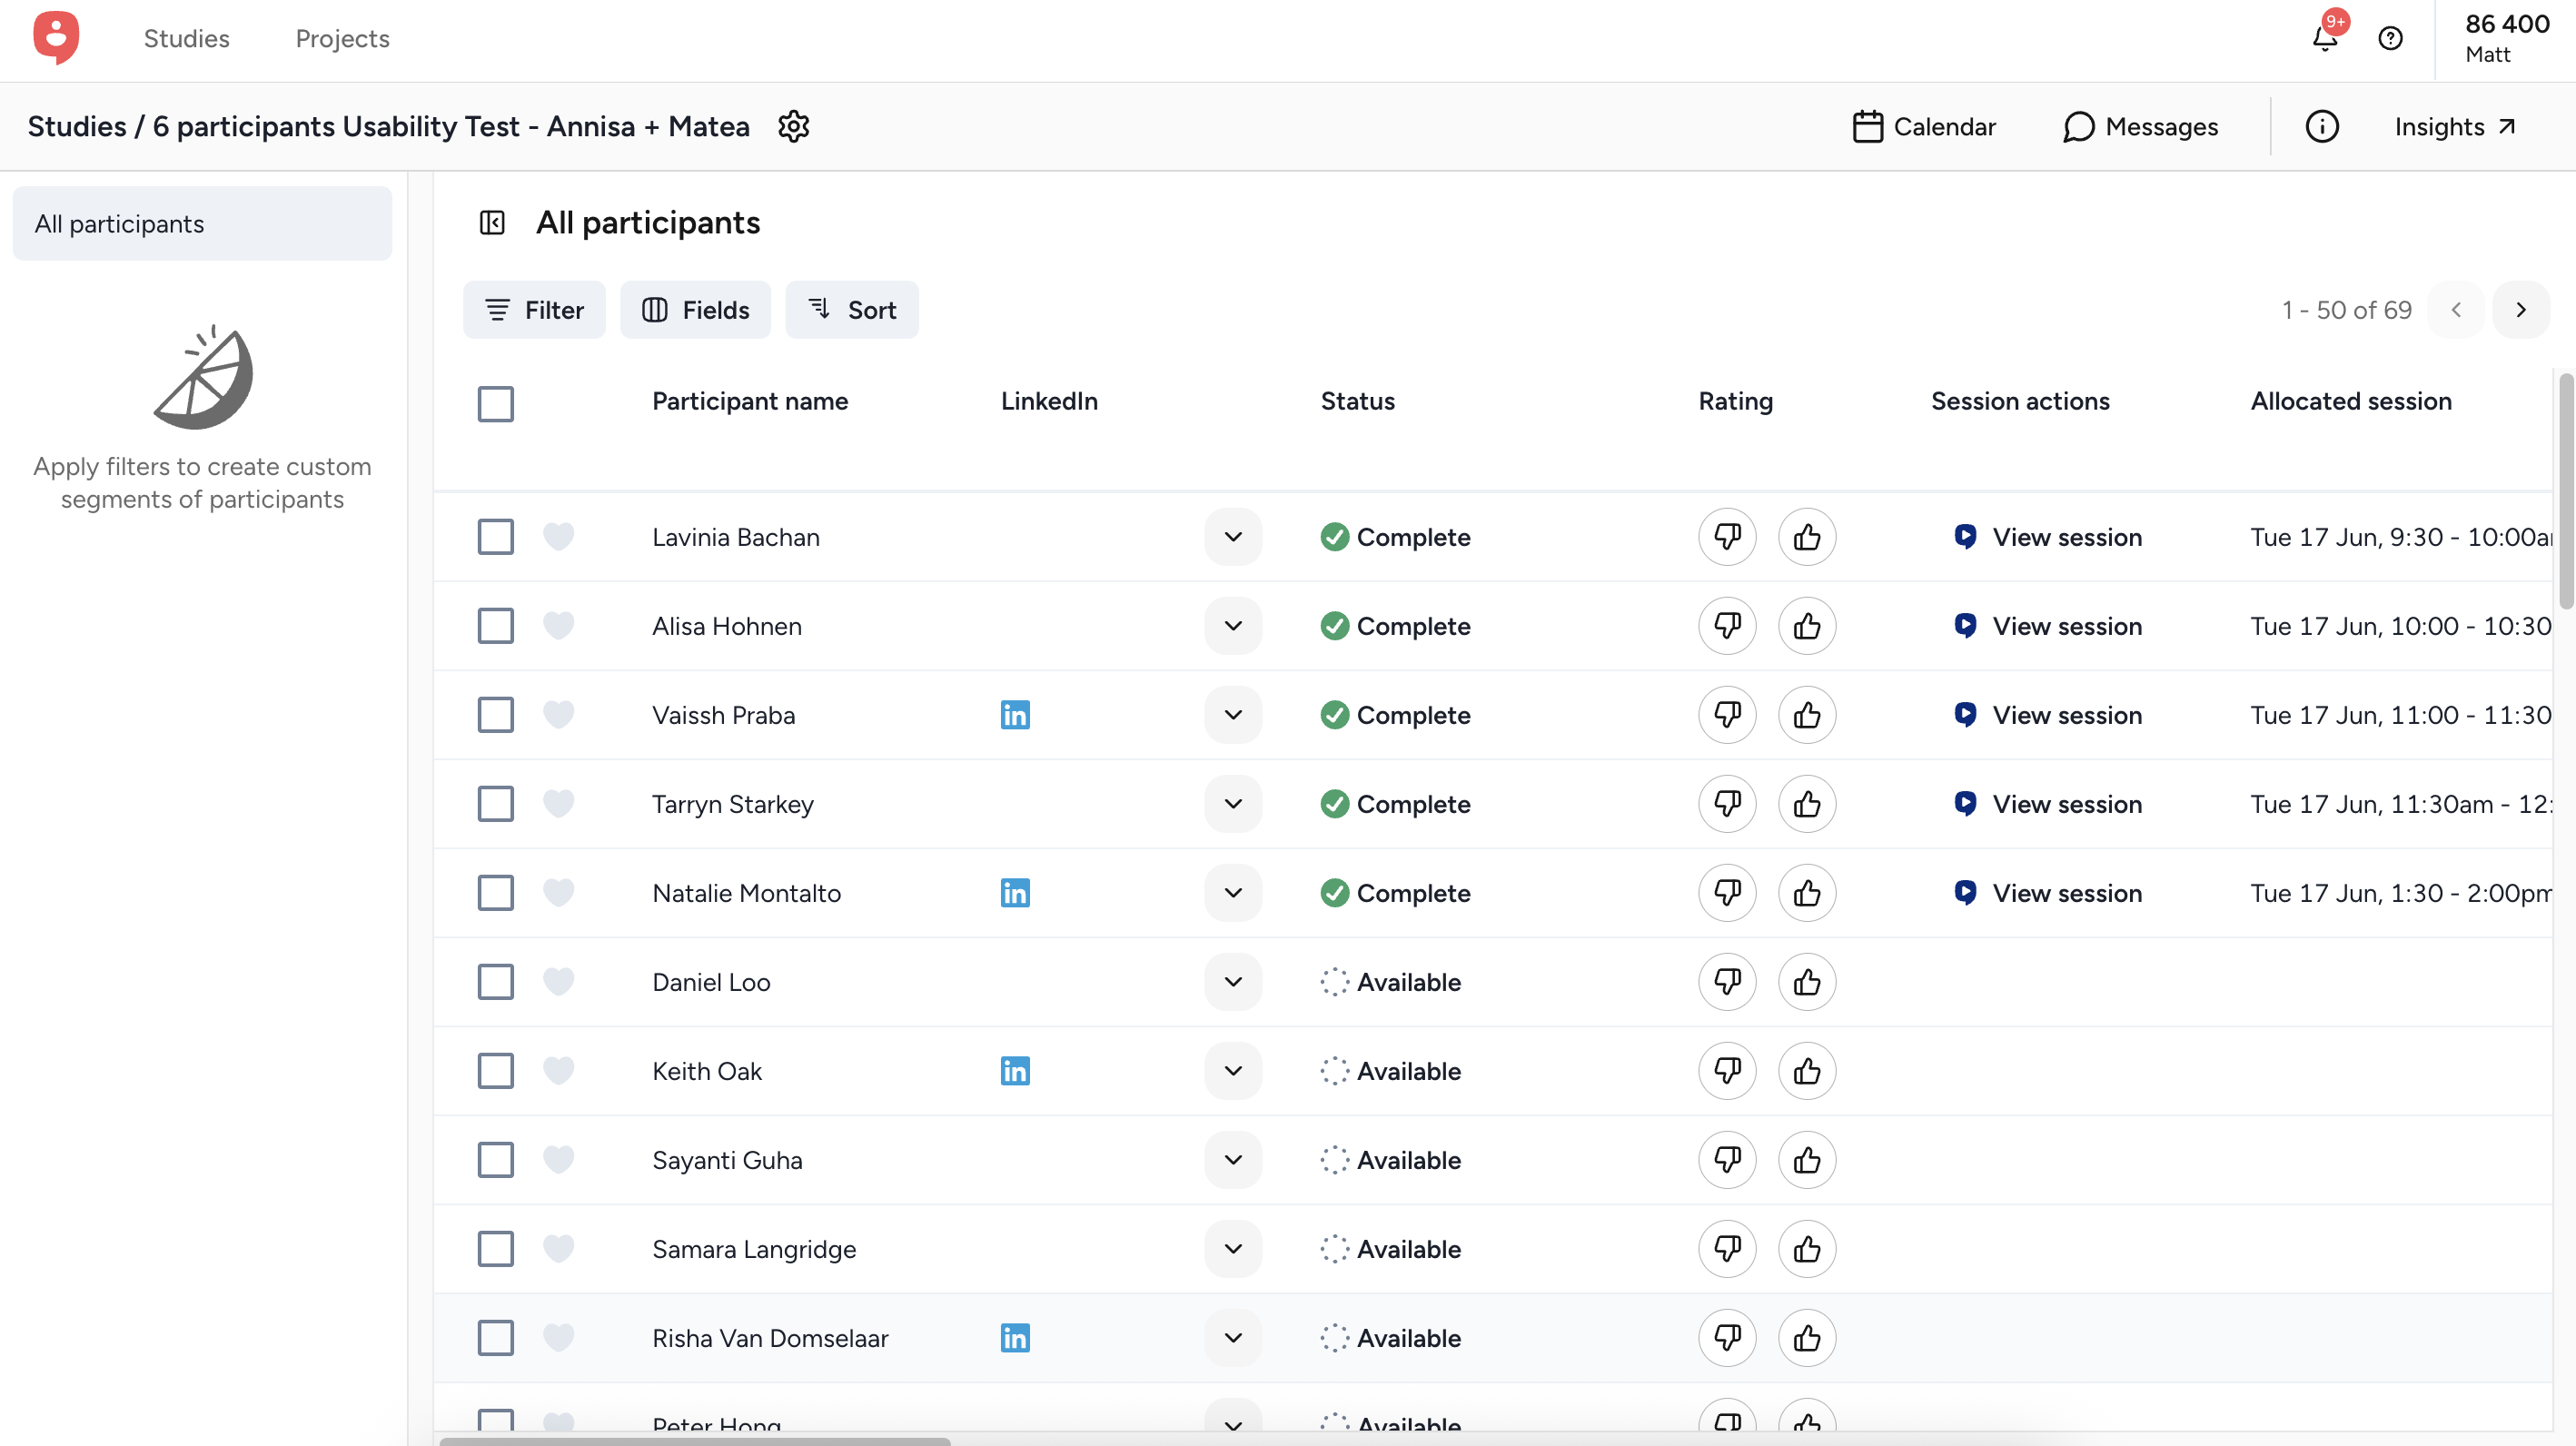 Studies
Projects
9+
86 400
Matt
Studies / 6 participants Usability Test - Annisa + Matea
Calendar
Messages
Insights
All participants
Apply filters to create custom
segments of participants
All participants
Filter
Fields
Sort
1 - 50 of 69
Participant name LinkedIn Status Rating Session actions Allocated session
Lavinia Bachan Complete View session Tue 17 Jun, 9:30 - 10:00a
Alisa Hohnen Complete View session Tue 17 Jun, 10:00 - 10:30
Vaissh Praba in Complete View session Tue 17 Jun, 11:00 - 11:30
Tarryn Starkey Complete View session Tue 17 Jun, 11:30am - 12:
Natalie Montalto in Complete View session Tue 17 Jun, 1:30 - 2:00pm
Daniel Loo Available
Keith Oak in Available
Sayanti Guha Available
Samara Langridge Available
Risha Van Domselaar in Available
Peter Hong Available